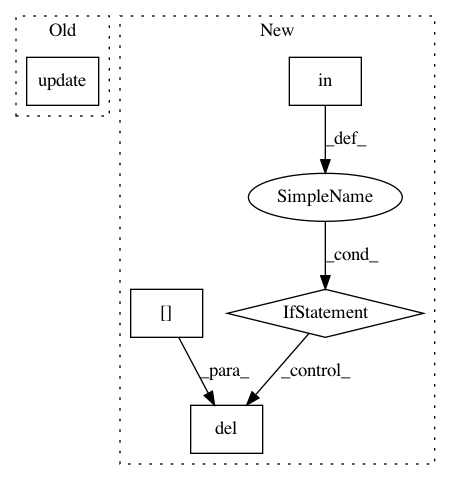 Old
New
update
in
_def_
SimpleName
_cond_
[]
IfStatement
_para_
_control_
del